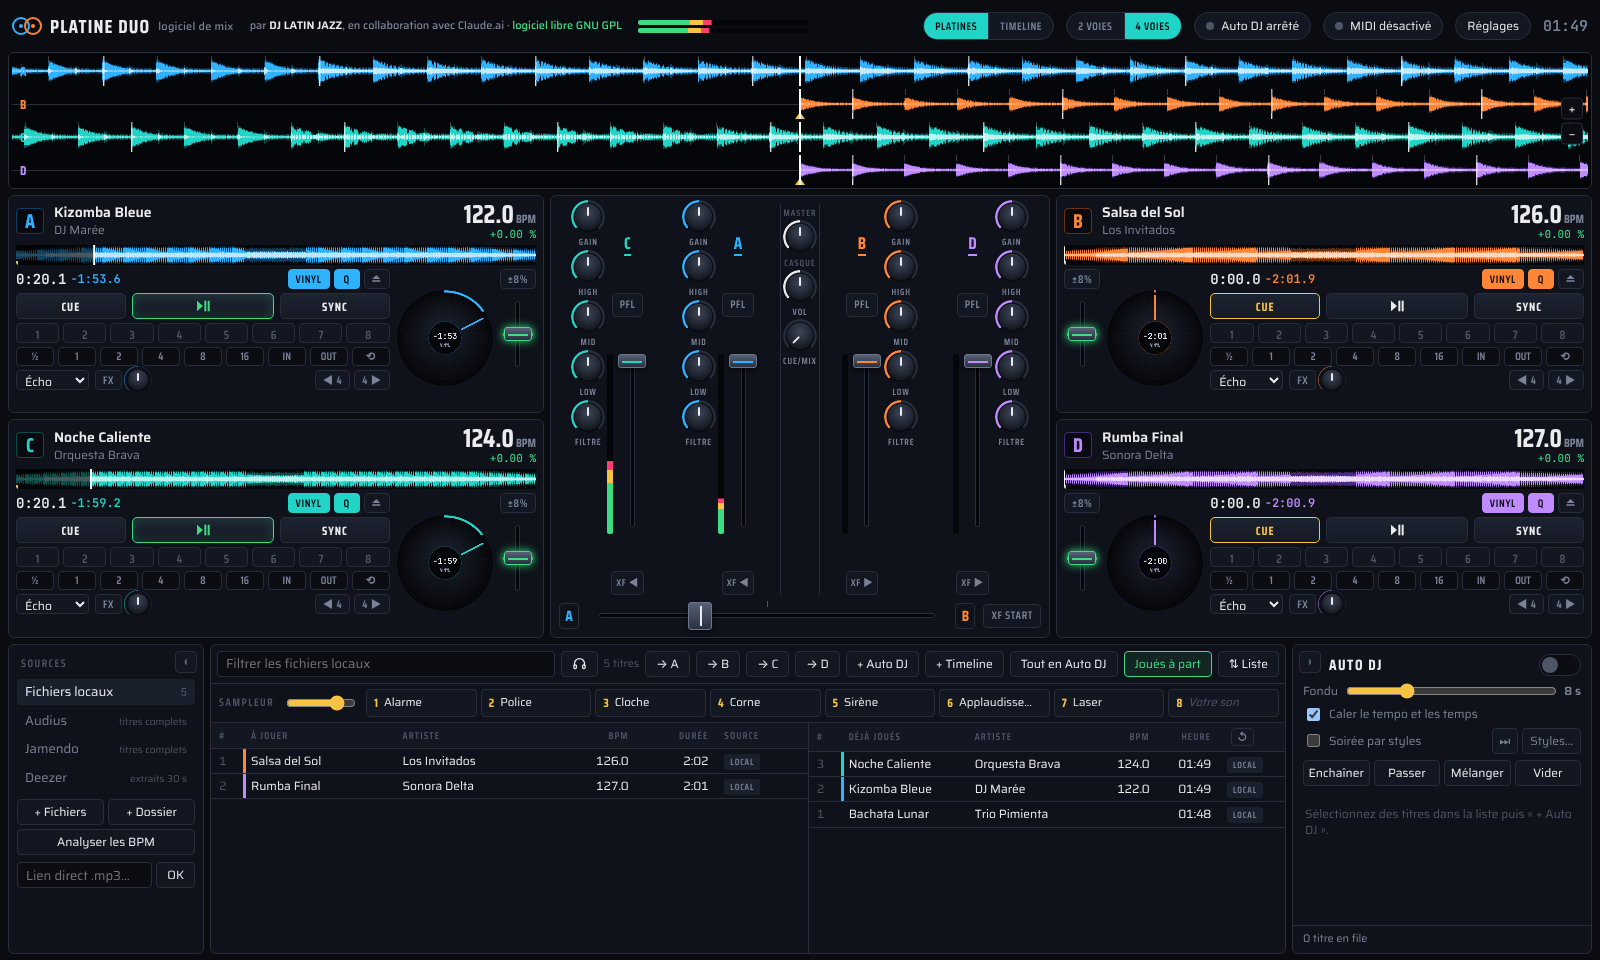 PLATINE DUO logiciel de mix par DJ LATIN JAZZ, en collaboration avec Claude.ai · logiciel libre GNU GPL PLATINES TIMELINE 2 VOIES 4 VOIES Auto DJ arrêté MIDI désactivé Réglages 01:49
A
B
+
−
D
A Kizomba Bleue 122.0 BPM
DJ Marée +0.00 %
0:20.1 -1:53.6 VINYL Q ±8%
CUE SYNC
-1:53
1 2 3 4 5 6 7 8
½ 1 2 4 8 16 IN OUT ⟲
Écho FX ◀ 4 4 ▶
C Noche Caliente 124.0 BPM
Orquesta Brava +0.00 %
0:20.1 -1:59.2 VINYL Q ±8%
CUE SYNC
-1:59
1 2 3 4 5 6 7 8
½ 1 2 4 8 16 IN OUT ⟲
Écho FX ◀ 4 4 ▶
MASTER
GAIN C GAIN A B GAIN D GAIN
CASQUE
HIGH HIGH HIGH HIGH
PFL PFL VOL PFL PFL
MID MID MID MID
CUE/MIX
LOW LOW LOW LOW
FILTRE FILTRE FILTRE FILTRE
XF ◀ XF ◀ XF ▶ XF ▶
A B XF START
B Salsa del Sol 126.0 BPM
Los Invitados +0.00 %
±8% 0:00.0 -2:01.9 VINYL Q
CUE SYNC
-2:01
1 2 3 4 5 6 7 8
½ 1 2 4 8 16 IN OUT ⟲
Écho FX ◀ 4 4 ▶
D Rumba Final 127.0 BPM
Sonora Delta +0.00 %
±8% 0:00.0 -2:00.9 VINYL Q
CUE SYNC
-2:00
1 2 3 4 5 6 7 8
½ 1 2 4 8 16 IN OUT ⟲
Écho FX ◀ 4 4 ▶
SOURCES ‹
Fichiers locaux 5
Audius titres complets
Jamendo titres complets
Deezer extraits 30 s
+ Fichiers + Dossier
Analyser les BPM
Lien direct .mp3... OK
Filtrer les fichiers locaux 5 titres → A → B → C → D + Auto DJ + Timeline Tout en Auto DJ Joués à part ⇅ Liste
SAMPLEUR 1 Alarme 2 Police 3 Cloche 4 Corne 5 Sirène 6 Applaudisse... 7 Laser 8 Votre son
# À JOUER ARTISTE BPM DURÉE SOURCE
1 Salsa del Sol Los Invitados 126.0 2:02 LOCAL
2 Rumba Final Sonora Delta 127.0 2:01 LOCAL
# DÉJÀ JOUÉS ARTISTE BPM HEURE
3 Noche Caliente Orquesta Brava 124.0 01:49 LOCAL
2 Kizomba Bleue DJ Marée 122.0 01:49 LOCAL
1 Bachata Lunar Trio Pimienta 01:48 LOCAL
› AUTO DJ
Fondu 8 s
Caler le tempo et les temps
Soirée par styles Styles...
Enchaîner Passer Mélanger Vider
Sélectionnez des titres dans la liste puis « + Auto
DJ ».
0 titre en file